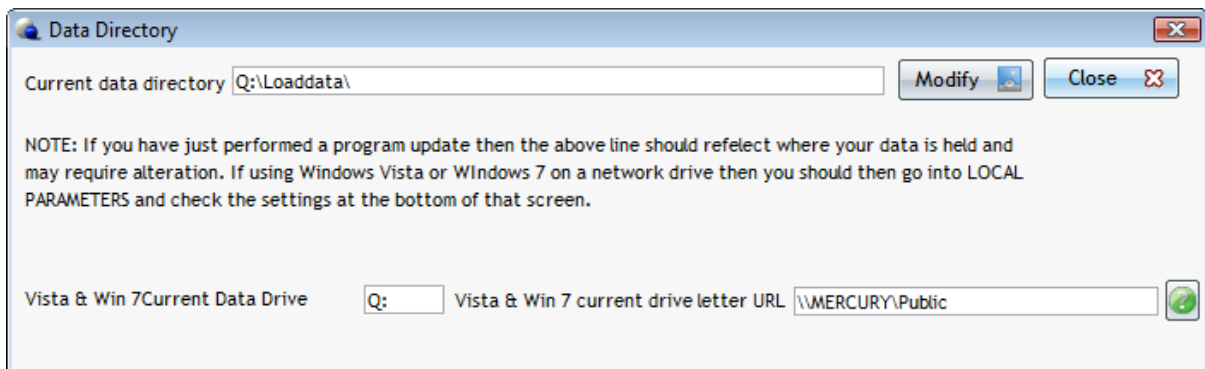 Data Directory
Current data directory Q:\Loaddata\ Modify Close
NOTE: If you have just performed a program update then the above line should refelect where your data is held and
may require alteration. If using Windows Vista or WIndows 7 on a network drive then you should then go into LOCAL
PARAMETERS and check the settings at the bottom of that screen.
Vista & Win 7Current Data Drive Q: Vista & Win 7 current drive letter URL \\MERCURY\Public